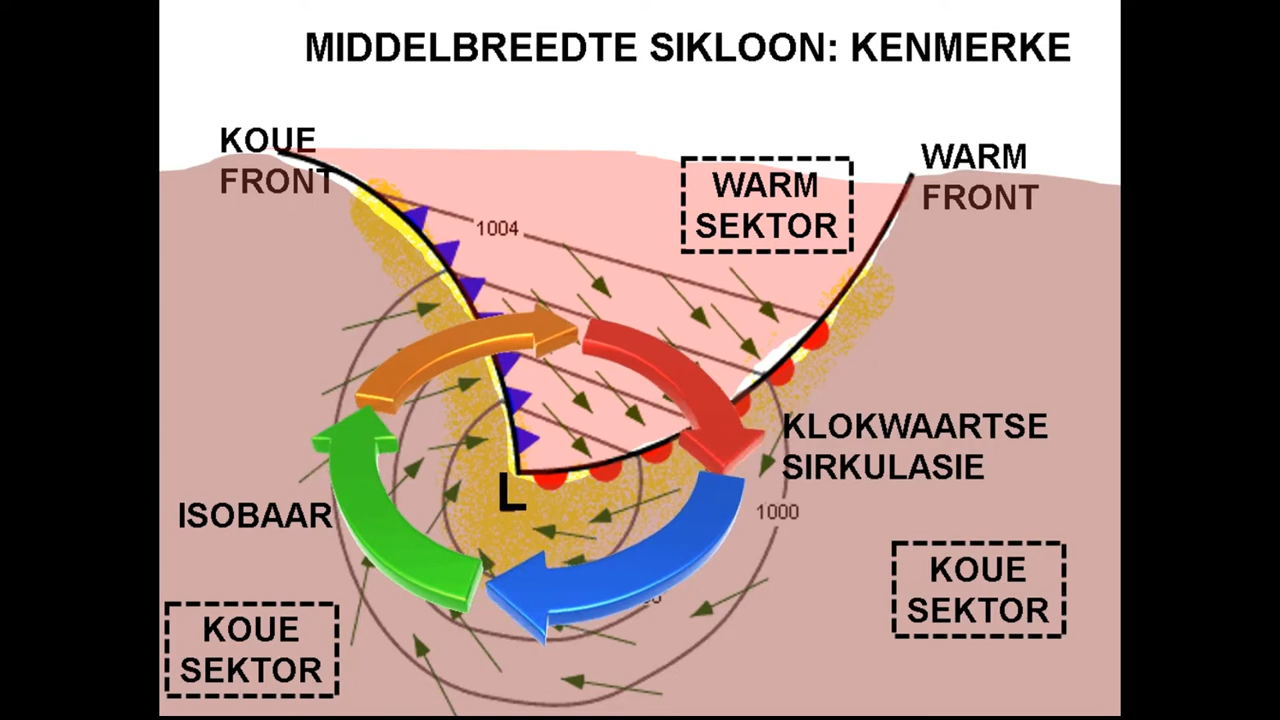 MIDDELBREEDTE SIKLOON: KENMERKE
KOUE
FRONT
WARM
SEKTOR
WARM
FRONT
1004
KLOKWAARTSE
SIRKULASIE
L
ISOBAAR
1000
KOUE
SEKTOR
KOUE
SEKTOR